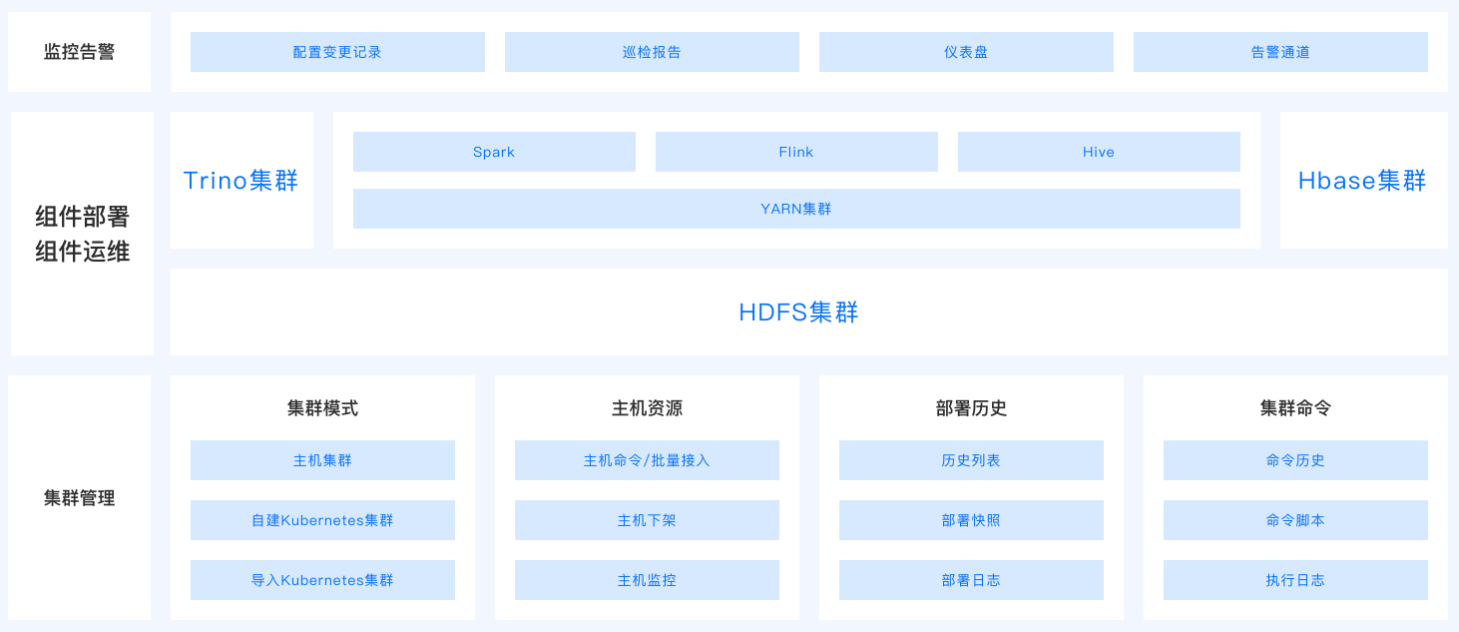 监控告警
配置变更记录
巡检报告
仪表盘
告警通道
组件部署
组件运维
Trino集群
Spark
Flink
Hive
YARN集群
Hbase集群
HDFS集群
集群管理
集群模式
主机集群
自建Kubernetes集群
导入Kubernetes集群
主机资源
主机命令/批量接入
主机下架
主机监控
部署历史
历史列表
部署快照
部署日志
集群命令
命令历史
命令脚本
执行日志